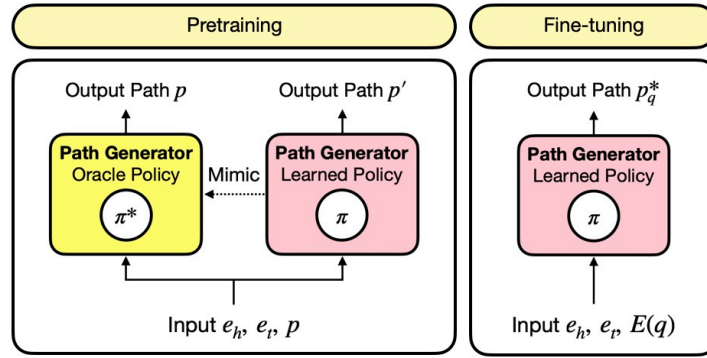 Pretraining
Fine-tuning
Output Path p
Output Path p′
Output Path p*q
Path Generator
Oracle Policy
Mimic
Path Generator
Learned Policy
Path Generator
Learned Policy
π*
π
π
Input eh, et, p
Input eh, et, E(q)